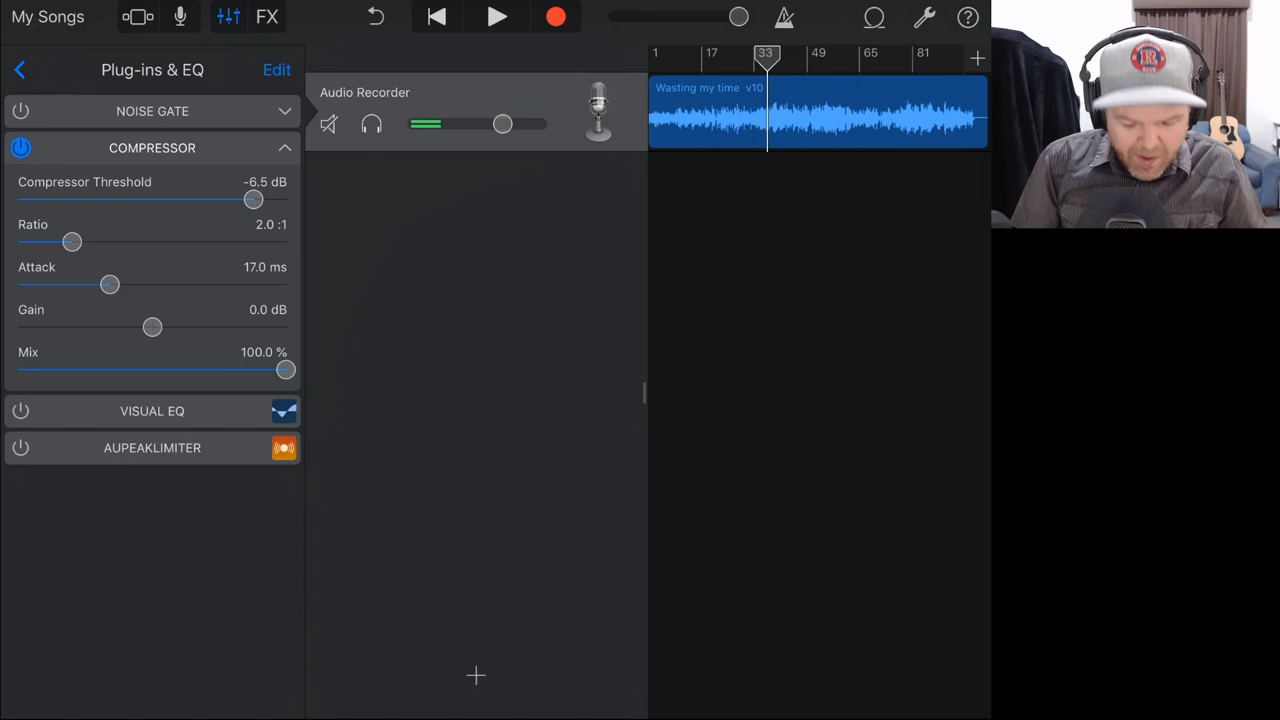 My Songs
FX
Plug-ins & EQ
Edit
NOISE GATE
COMPRESSOR
Compressor Threshold
-6.5 dB
Ratio
2.0 :1
Attack
17.0 ms
Gain
0.0 dB
Mix
100.0 %
VISUAL EQ
AUPEAKLIMITER
Audio Recorder
1
17
33
49
65
81
Wasting my time v10